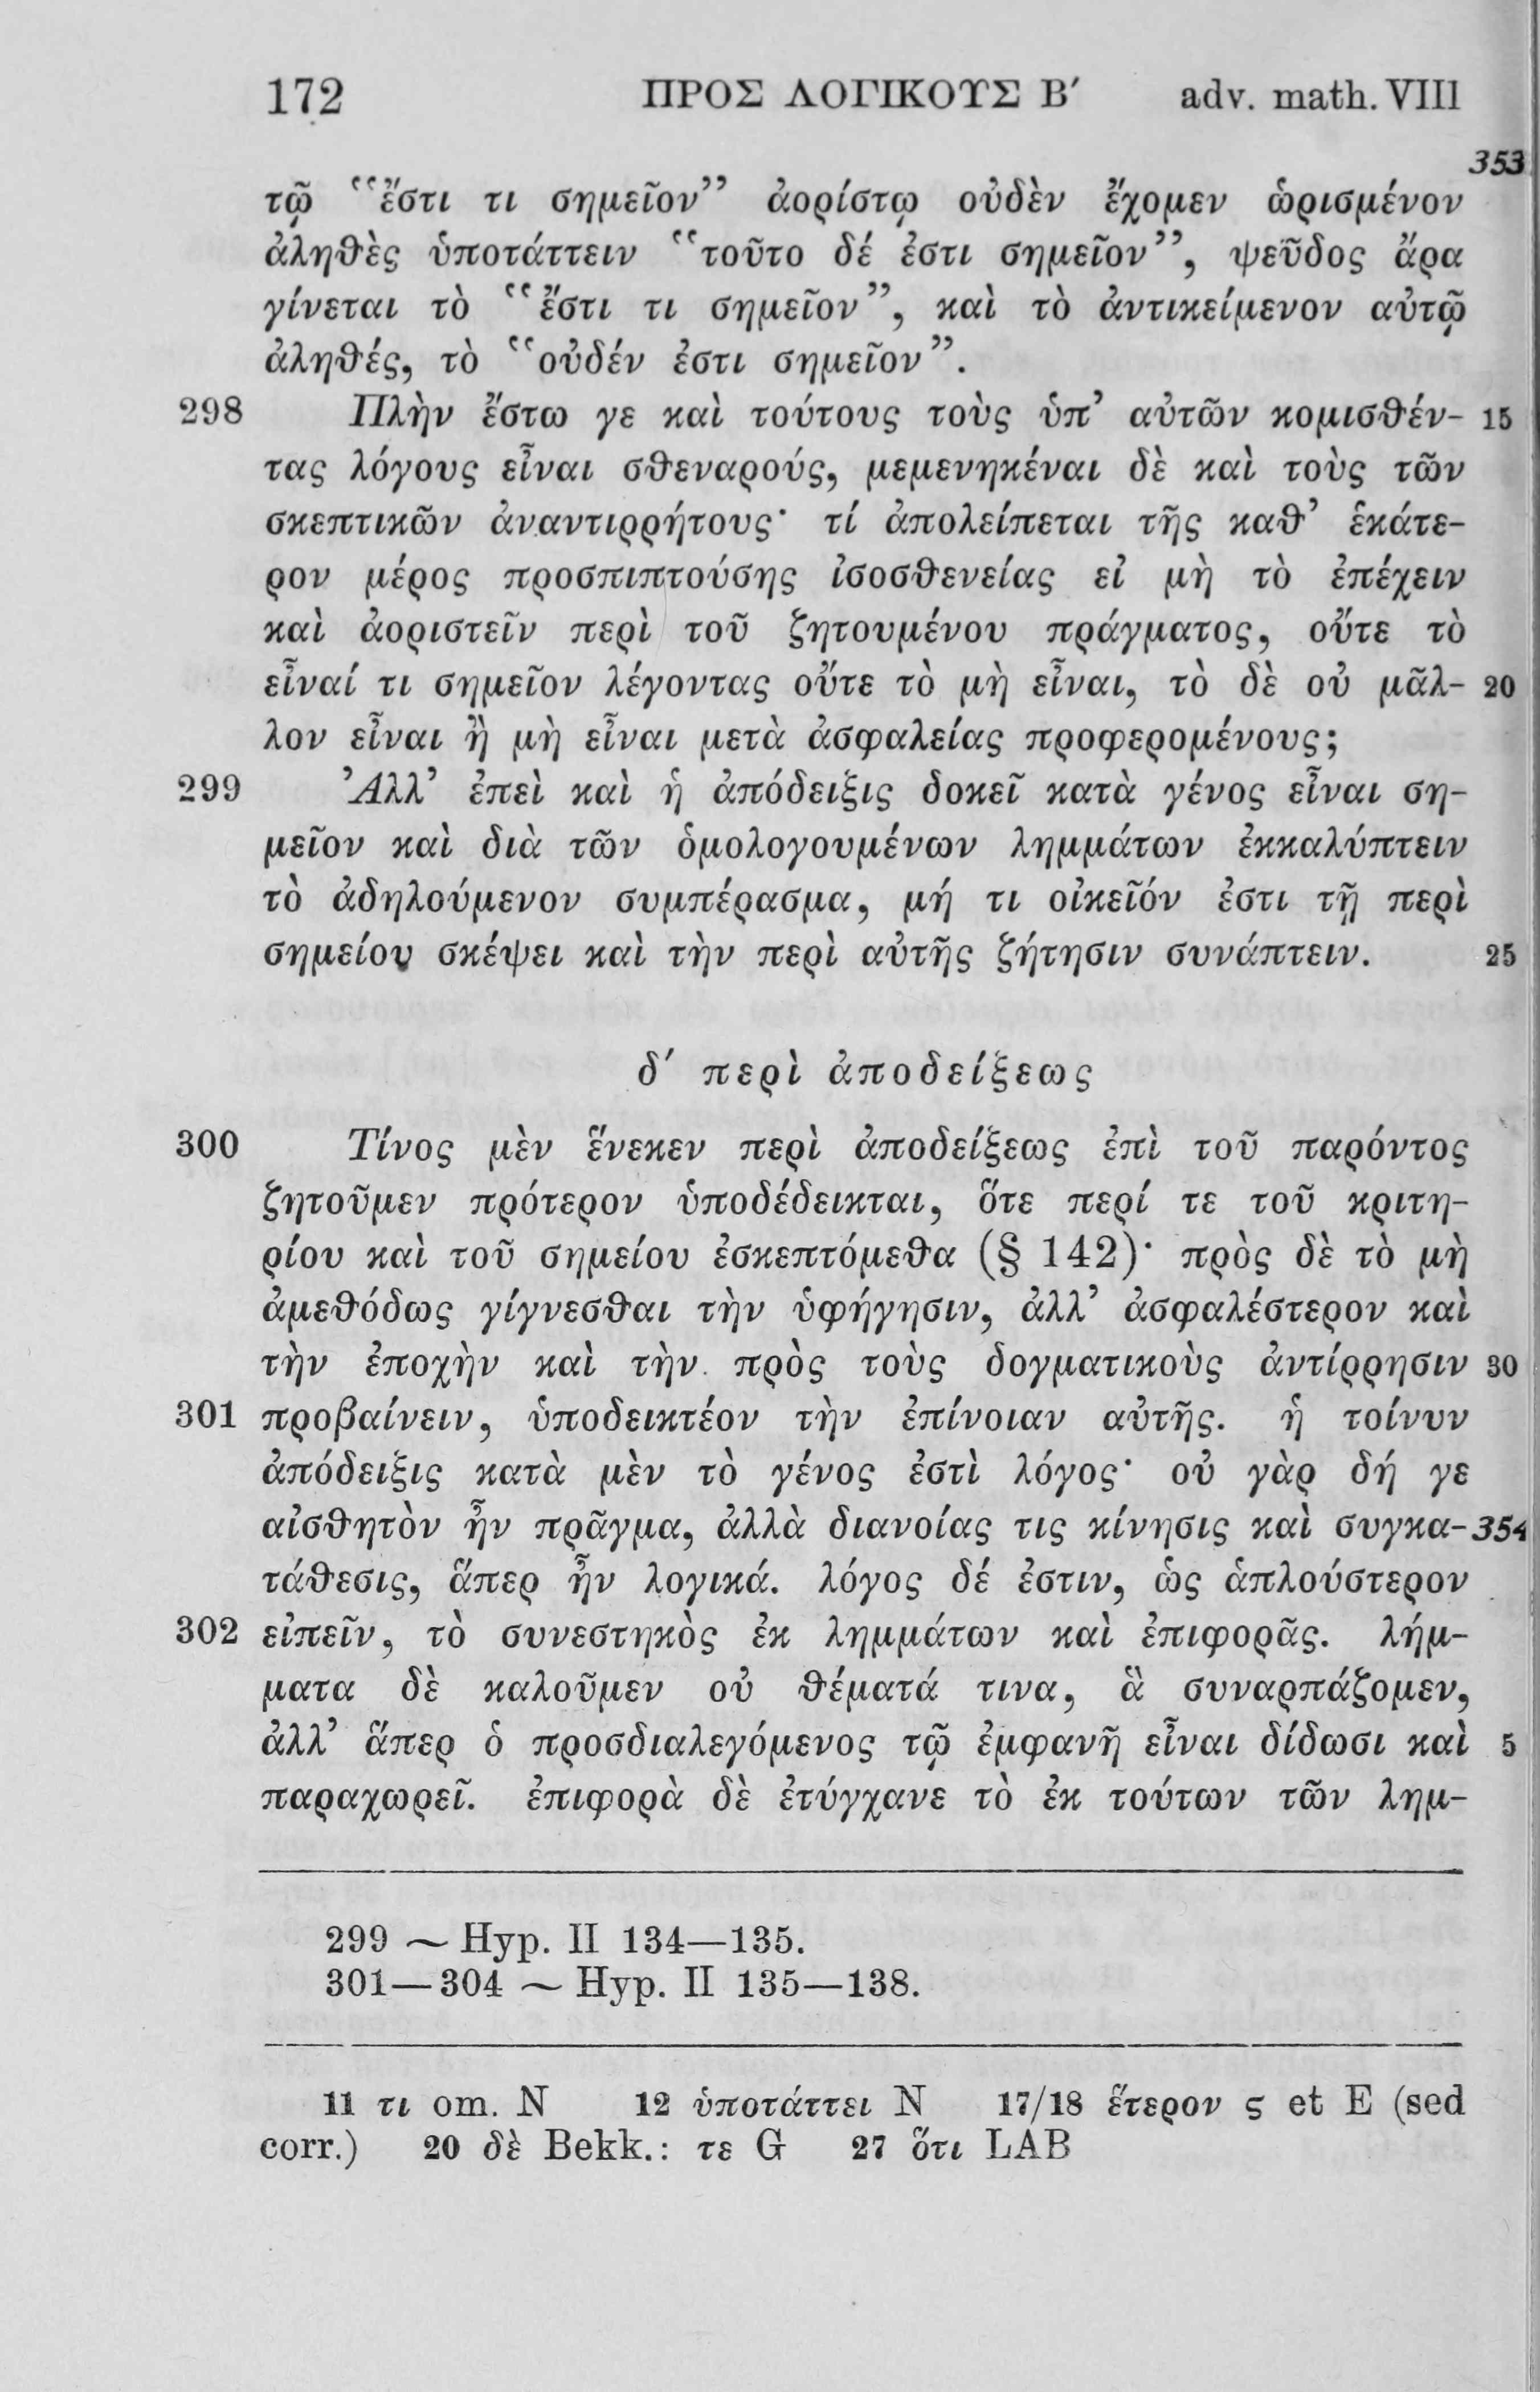 172 ΠΡΟΣ ΛΟΓΙΚΟΥΣ Β′ adv. math. VIII
353
τῷ “ἔστι τι σημεῖον” ἀορίστῳ οὐδὲν ἔχομεν ὡρισμένον
ἀληθὲς ὑποτάττειν “τοῦτο δέ ἐστι σημεῖον”, ψεῦδος ἄρα
γίνεται τὸ “ἔστι τι σημεῖον”, καὶ τὸ ἀντικείμενον αὐτῷ
ἀληθές, τὸ “οὐδέν ἐστι σημεῖον”.
298 Πλὴν ἔστω γε καὶ τούτους τοὺς ὑπ’ αὐτῶν κομισθέν- 15
τας λόγους εἶναι σθεναρούς, μεμενηκέναι δὲ καὶ τοὺς τῶν
σκεπτικῶν ἀναντιρρήτους· τί ἀπολείπεται τῆς καθ’ ἑκάτε-
ρον μέρος προσπιπτούσης ἰσοσθενείας εἰ μὴ τὸ ἐπέχειν
καὶ ἀοριστεῖν περὶ τοῦ ζητουμένου πράγματος, οὔτε τὸ
εἶναί τι σημεῖον λέγοντας οὔτε τὸ μὴ εἶναι, τὸ δὲ οὐ μᾶλ- 20
λον εἶναι ἢ μὴ εἶναι μετὰ ἀσφαλείας προφερομένους;
299 Ἀλλ’ ἐπεὶ καὶ ἡ ἀπόδειξις δοκεῖ κατὰ γένος εἶναι ση-
μεῖον καὶ διὰ τῶν ὁμολογουμένων λημμάτων ἐκκαλύπτειν
τὸ ἀδηλούμενον συμπέρασμα, μή τι οἰκεῖόν ἐστι τῇ περὶ
σημείου σκέψει καὶ τὴν περὶ αὐτῆς ζήτησιν συνάπτειν. 25
δ′ περὶ ἀποδείξεως
300 Τίνος μὲν ἕνεκεν περὶ ἀποδείξεως ἐπὶ τοῦ παρόντος
ζητοῦμεν πρότερον ὑποδέδεικται, ὅτε περί τε τοῦ κριτη-
ρίου καὶ τοῦ σημείου ἐσκεπτόμεθα (§ 142)· πρὸς δὲ τὸ μὴ
ἀμεθόδως γίγνεσθαι τὴν ὑφήγησιν, ἀλλ’ ἀσφαλέστερον καὶ
τὴν ἐποχὴν καὶ τὴν πρὸς τοὺς δογματικοὺς ἀντίρρησιν 30
301 προβαίνειν, ὑποδεικτέον τὴν ἐπίνοιαν αὐτῆς. ἡ τοίνυν
ἀπόδειξις κατὰ μὲν τὸ γένος ἐστὶ λόγος· οὐ γὰρ δή γε
αἰσθητὸν ἦν πρᾶγμα, ἀλλὰ διανοίας τις κίνησις καὶ συγκα- 354
τάθεσις, ἅπερ ἦν λογικά. λόγος δέ ἐστιν, ὡς ἁπλούστερον
302 εἰπεῖν, τὸ συνεστηκὸς ἐκ λημμάτων καὶ ἐπιφορᾶς. λήμ-
ματα δὲ καλοῦμεν οὐ θέματά τινα, ἃ συναρπάζομεν,
ἀλλ’ ἅπερ ὁ προσδιαλεγόμενος τῷ ἐμφανῆ εἶναι δίδωσι καὶ 5
παραχωρεῖ. ἐπιφορὰ δὲ ἐτύγχανε τὸ ἐκ τούτων τῶν λημ-
299 ~ Hyp. II 134—135.
301—304 ~ Hyp. II 135—138.
11 τι om. N 12 ὑποτάττει N 17/18 ἕτερον ς et E (sed
corr.) 20 δὲ Bekk.: τε G 27 ὅτι LAB